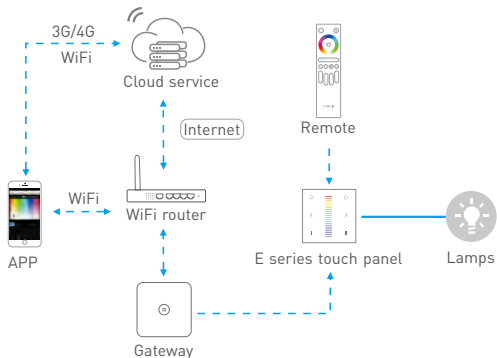 3G/4G
WiFi
Cloud service
Internet
Remote
WiFi
WiFi router
APP
E series touch panel
Lamps
Gateway